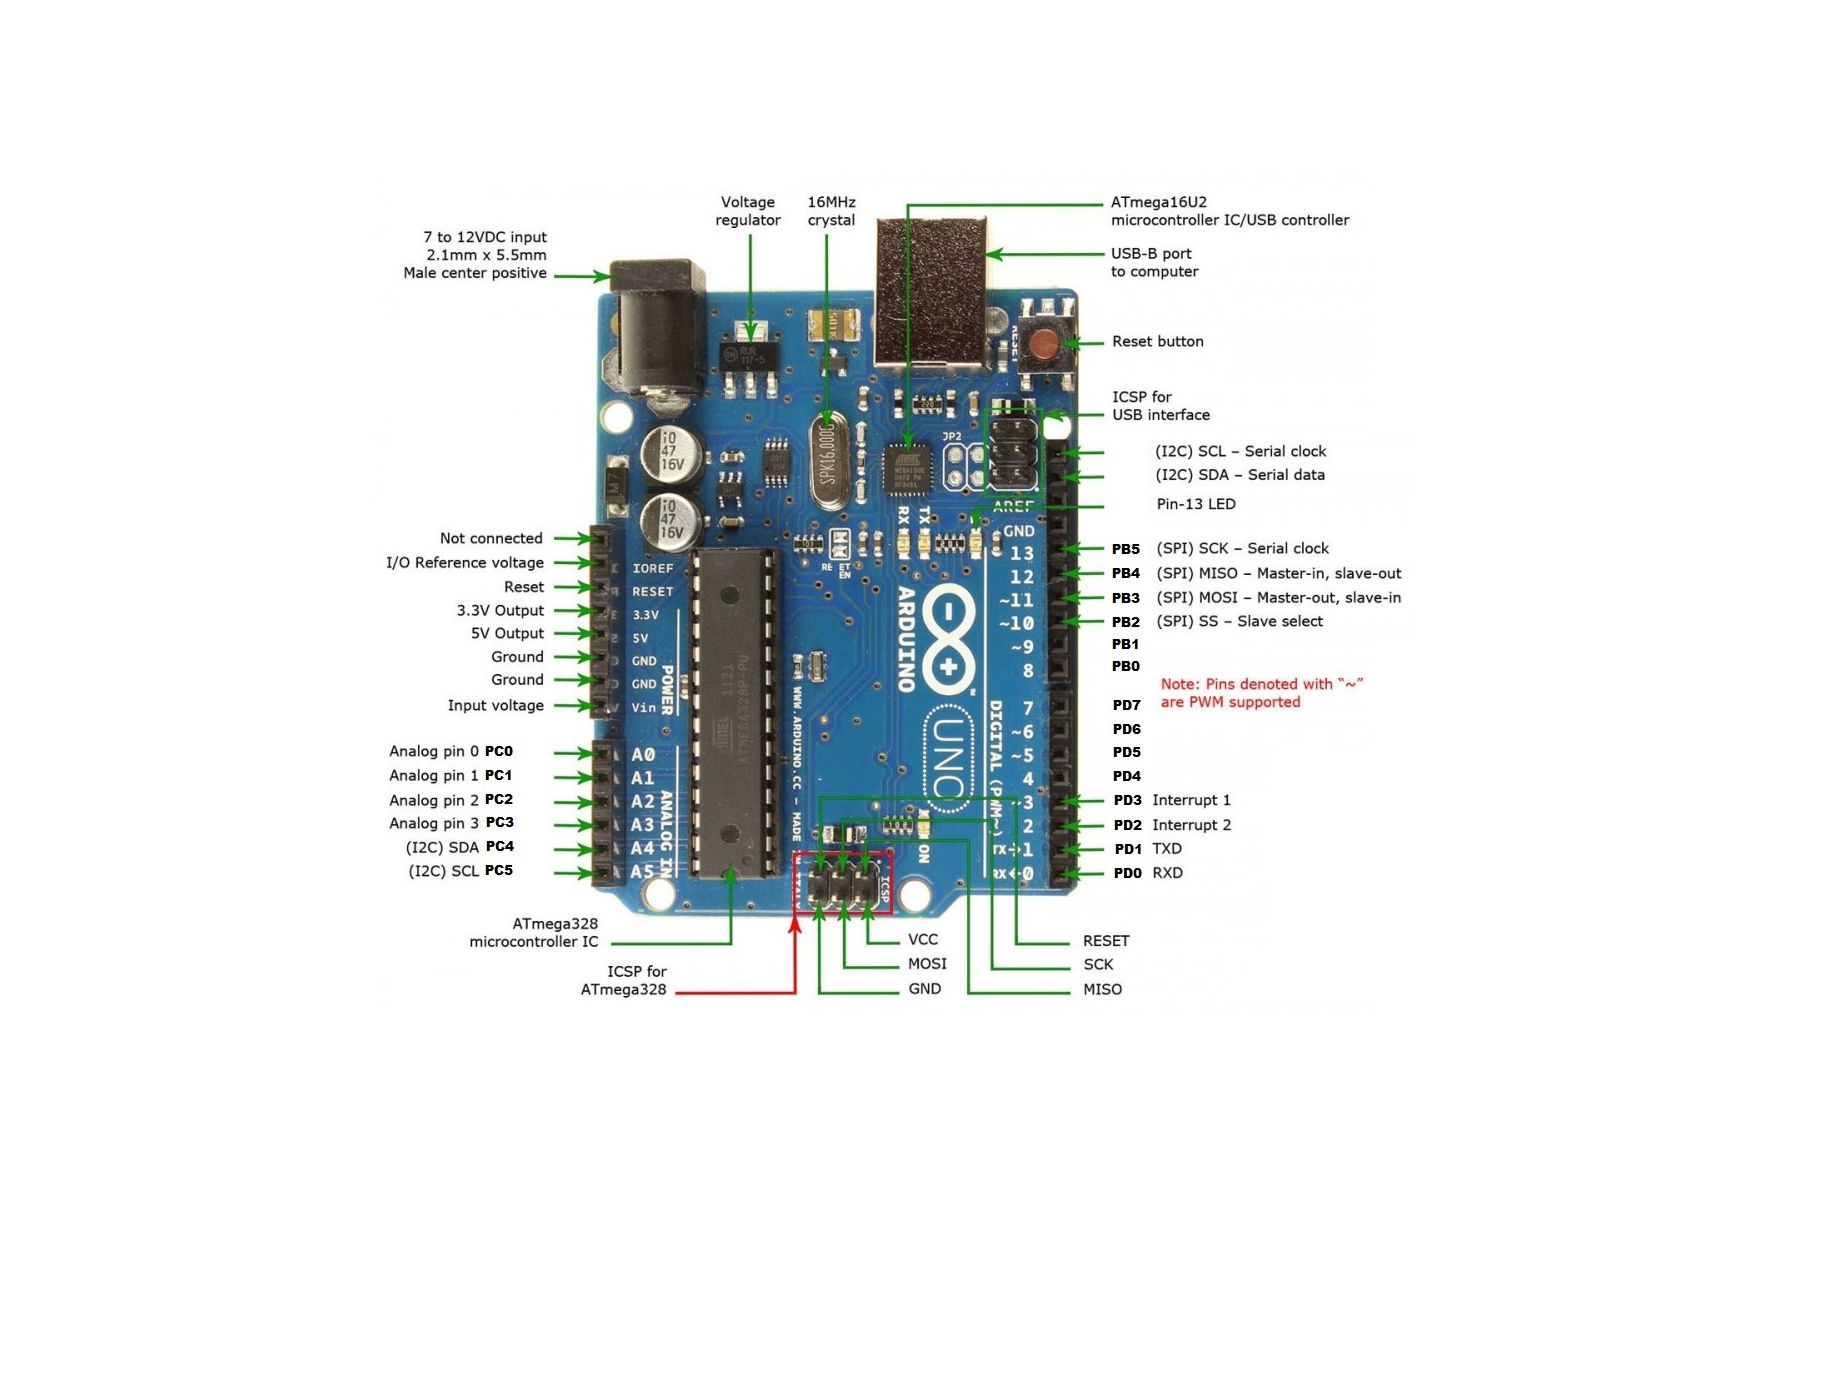 Voltage
regulator
16MHz
crystal
ATmega16U2
microcontroller IC/USB controller
7 to 12VDC input
2.1mm x 5.5mm
Male center positive
USB-B port
to computer
Reset button
ICSP for
USB interface
(I2C) SCL – Serial clock
(I2C) SDA – Serial data
Pin-13 LED
PB5 (SPI) SCK – Serial clock
PB4 (SPI) MISO – Master-in, slave-out
PB3 (SPI) MOSI – Master-out, slave-in
PB2 (SPI) SS – Slave select
PB1
PB0
Note: Pins denoted with “~”
are PWM supported
PD7
PD6
PD5
PD4
PD3 Interrupt 1
PD2 Interrupt 2
PD1 TXD
PD0 RXD
Not connected
I/O Reference voltage
Reset
3.3V Output
5V Output
Ground
Ground
Input voltage
Analog pin 0 PC0
Analog pin 1 PC1
Analog pin 2 PC2
Analog pin 3 PC3
(I2C) SDA PC4
(I2C) SCL PC5
ATmega328
microcontroller IC
ICSP for
ATmega328
VCC
MOSI
GND
RESET
SCK
MISO
RESET
RUR
117-5
220
JP2
SPK16.000G
47
16V
47
16V
M7
RX
TX
AREF
GND
13
12
~11
~10
~9
8
7
~6
~5
4
~3
2
TX→1
RX←0
DIGITAL (PWM~)
IOREF
RESET
3.3V
5V
GND
GND
Vin
POWER
A0
A1
A2
A3
A4
A5
ANALOG IN
ATMEL
ATMEGA328P-PU
1121
ARDUINO
UNO
WWW.ARDUINO.CC - MADE
EN
ON
ICSP